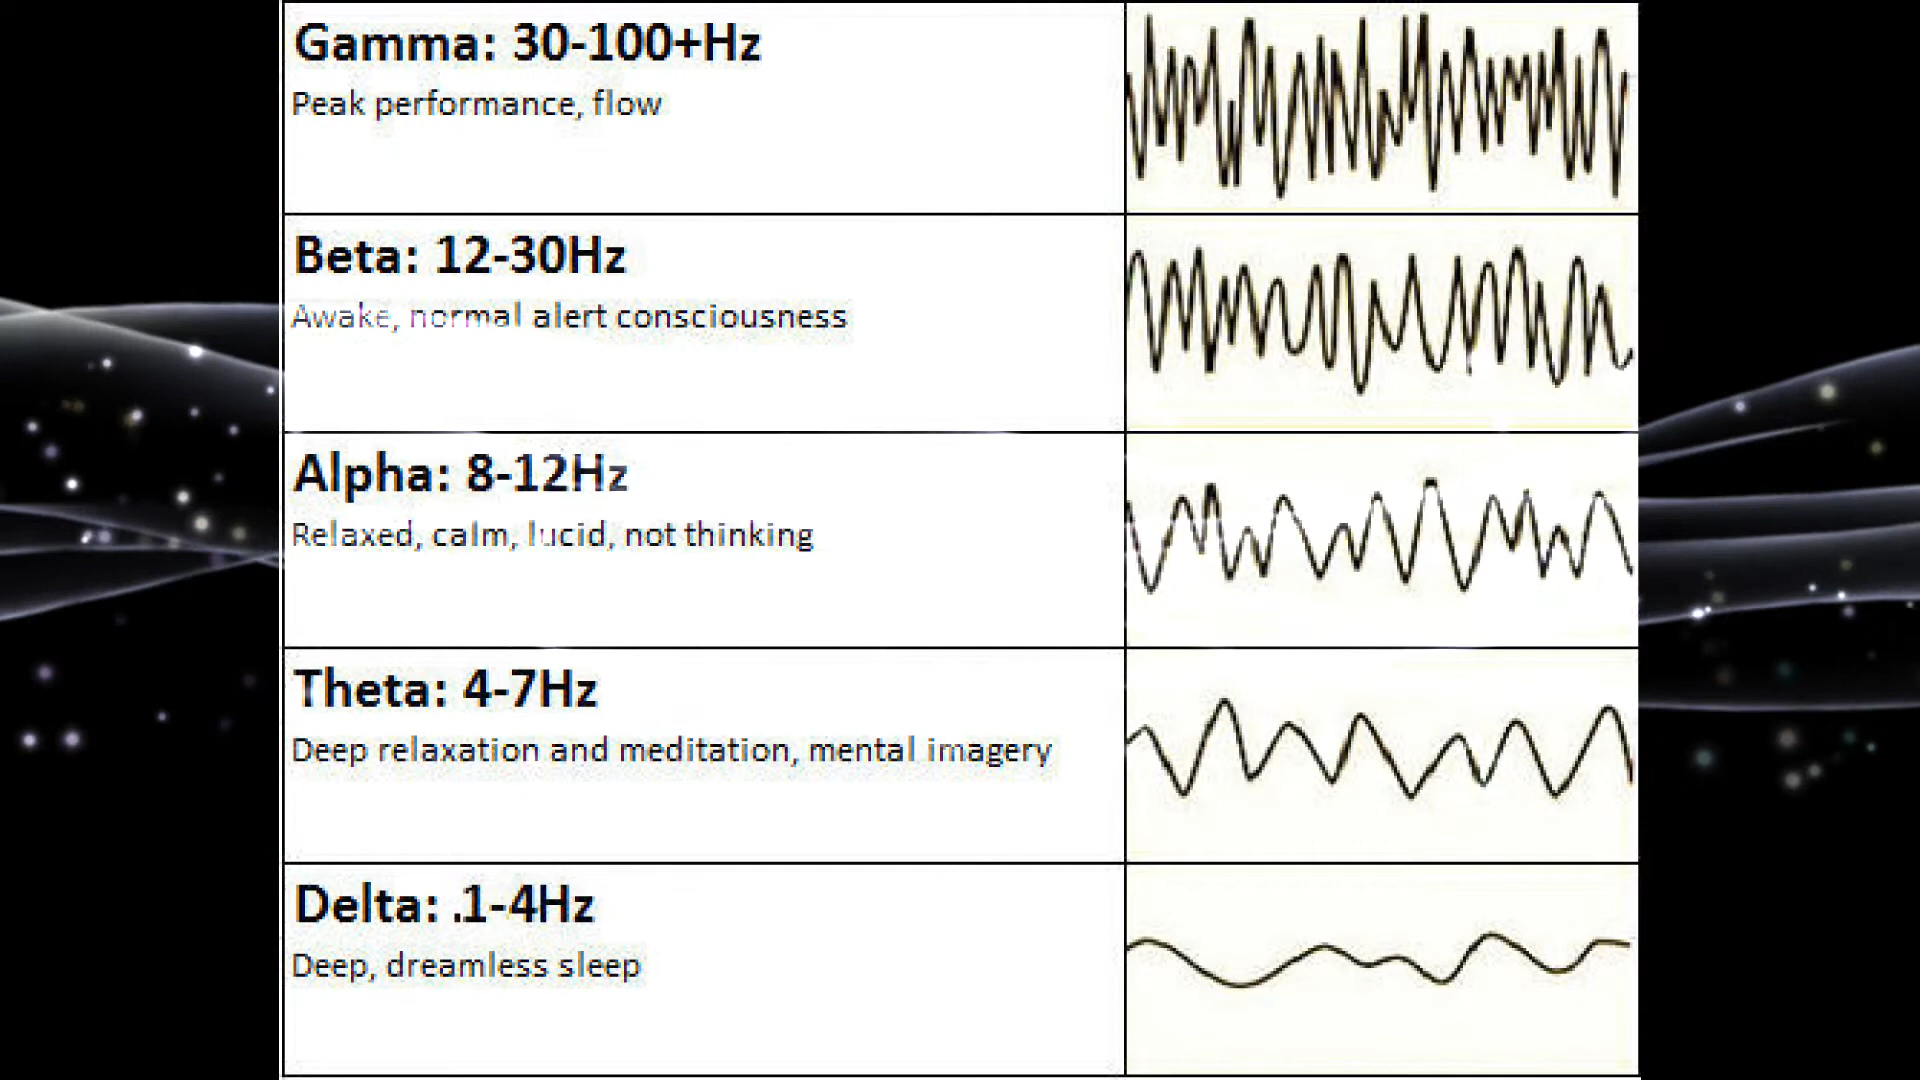 Gamma: 30-100+Hz
Peak performance, flow
Beta: 12-30Hz
Awake, normal alert consciousness
Alpha: 8-12Hz
Relaxed, calm, lucid, not thinking
Theta: 4-7Hz
Deep relaxation and meditation, mental imagery
Delta: .1-4Hz
Deep, dreamless sleep